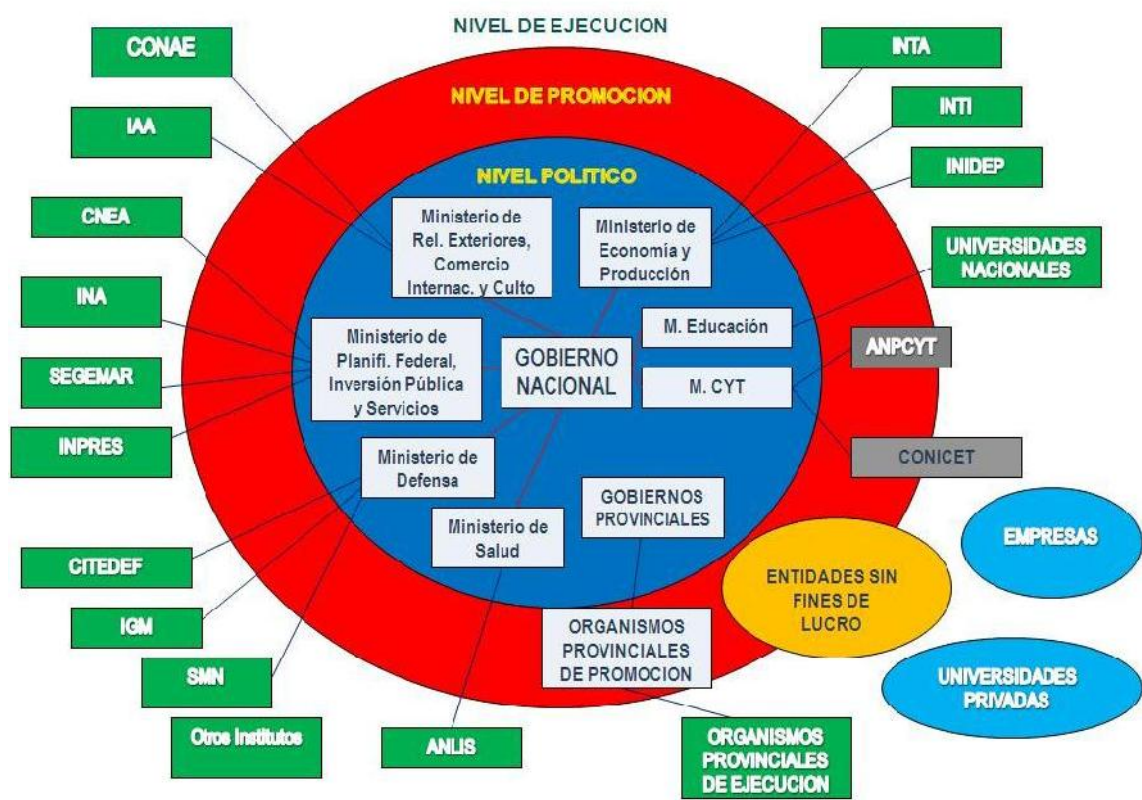 NIVEL DE EJECUCION
CONAE
INTA
NIVEL DE PROMOCION
IAA
INTI
NIVEL POLITICO
INIDEP
CNEA
Ministerio de
Rel. Exteriores,
Comercio
Internac. y Culto
Ministerio de
Economía y
Producción
UNIVERSIDADES
NACIONALES
INA
M. Educación
Ministerio de
Planifi. Federal,
Inversión Pública
y Servicios
GOBIERNO
NACIONAL
ANPCYT
SEGEMAR
M. CYT
INPRES
Ministerio de
Defensa
CONICET
GOBIERNOS
PROVINCIALES
Ministerio de
Salud
EMPRESAS
CITEDEF
ENTIDADES SIN
FINES DE
LUCRO
IGM
ORGANISMOS
PROVINCIALES
DE PROMOCION
SMN
UNIVERSIDADES
PRIVADAS
Otros Institutos
ANLIS
ORGANISMOS
PROVINCIALES
DE EJECUCION